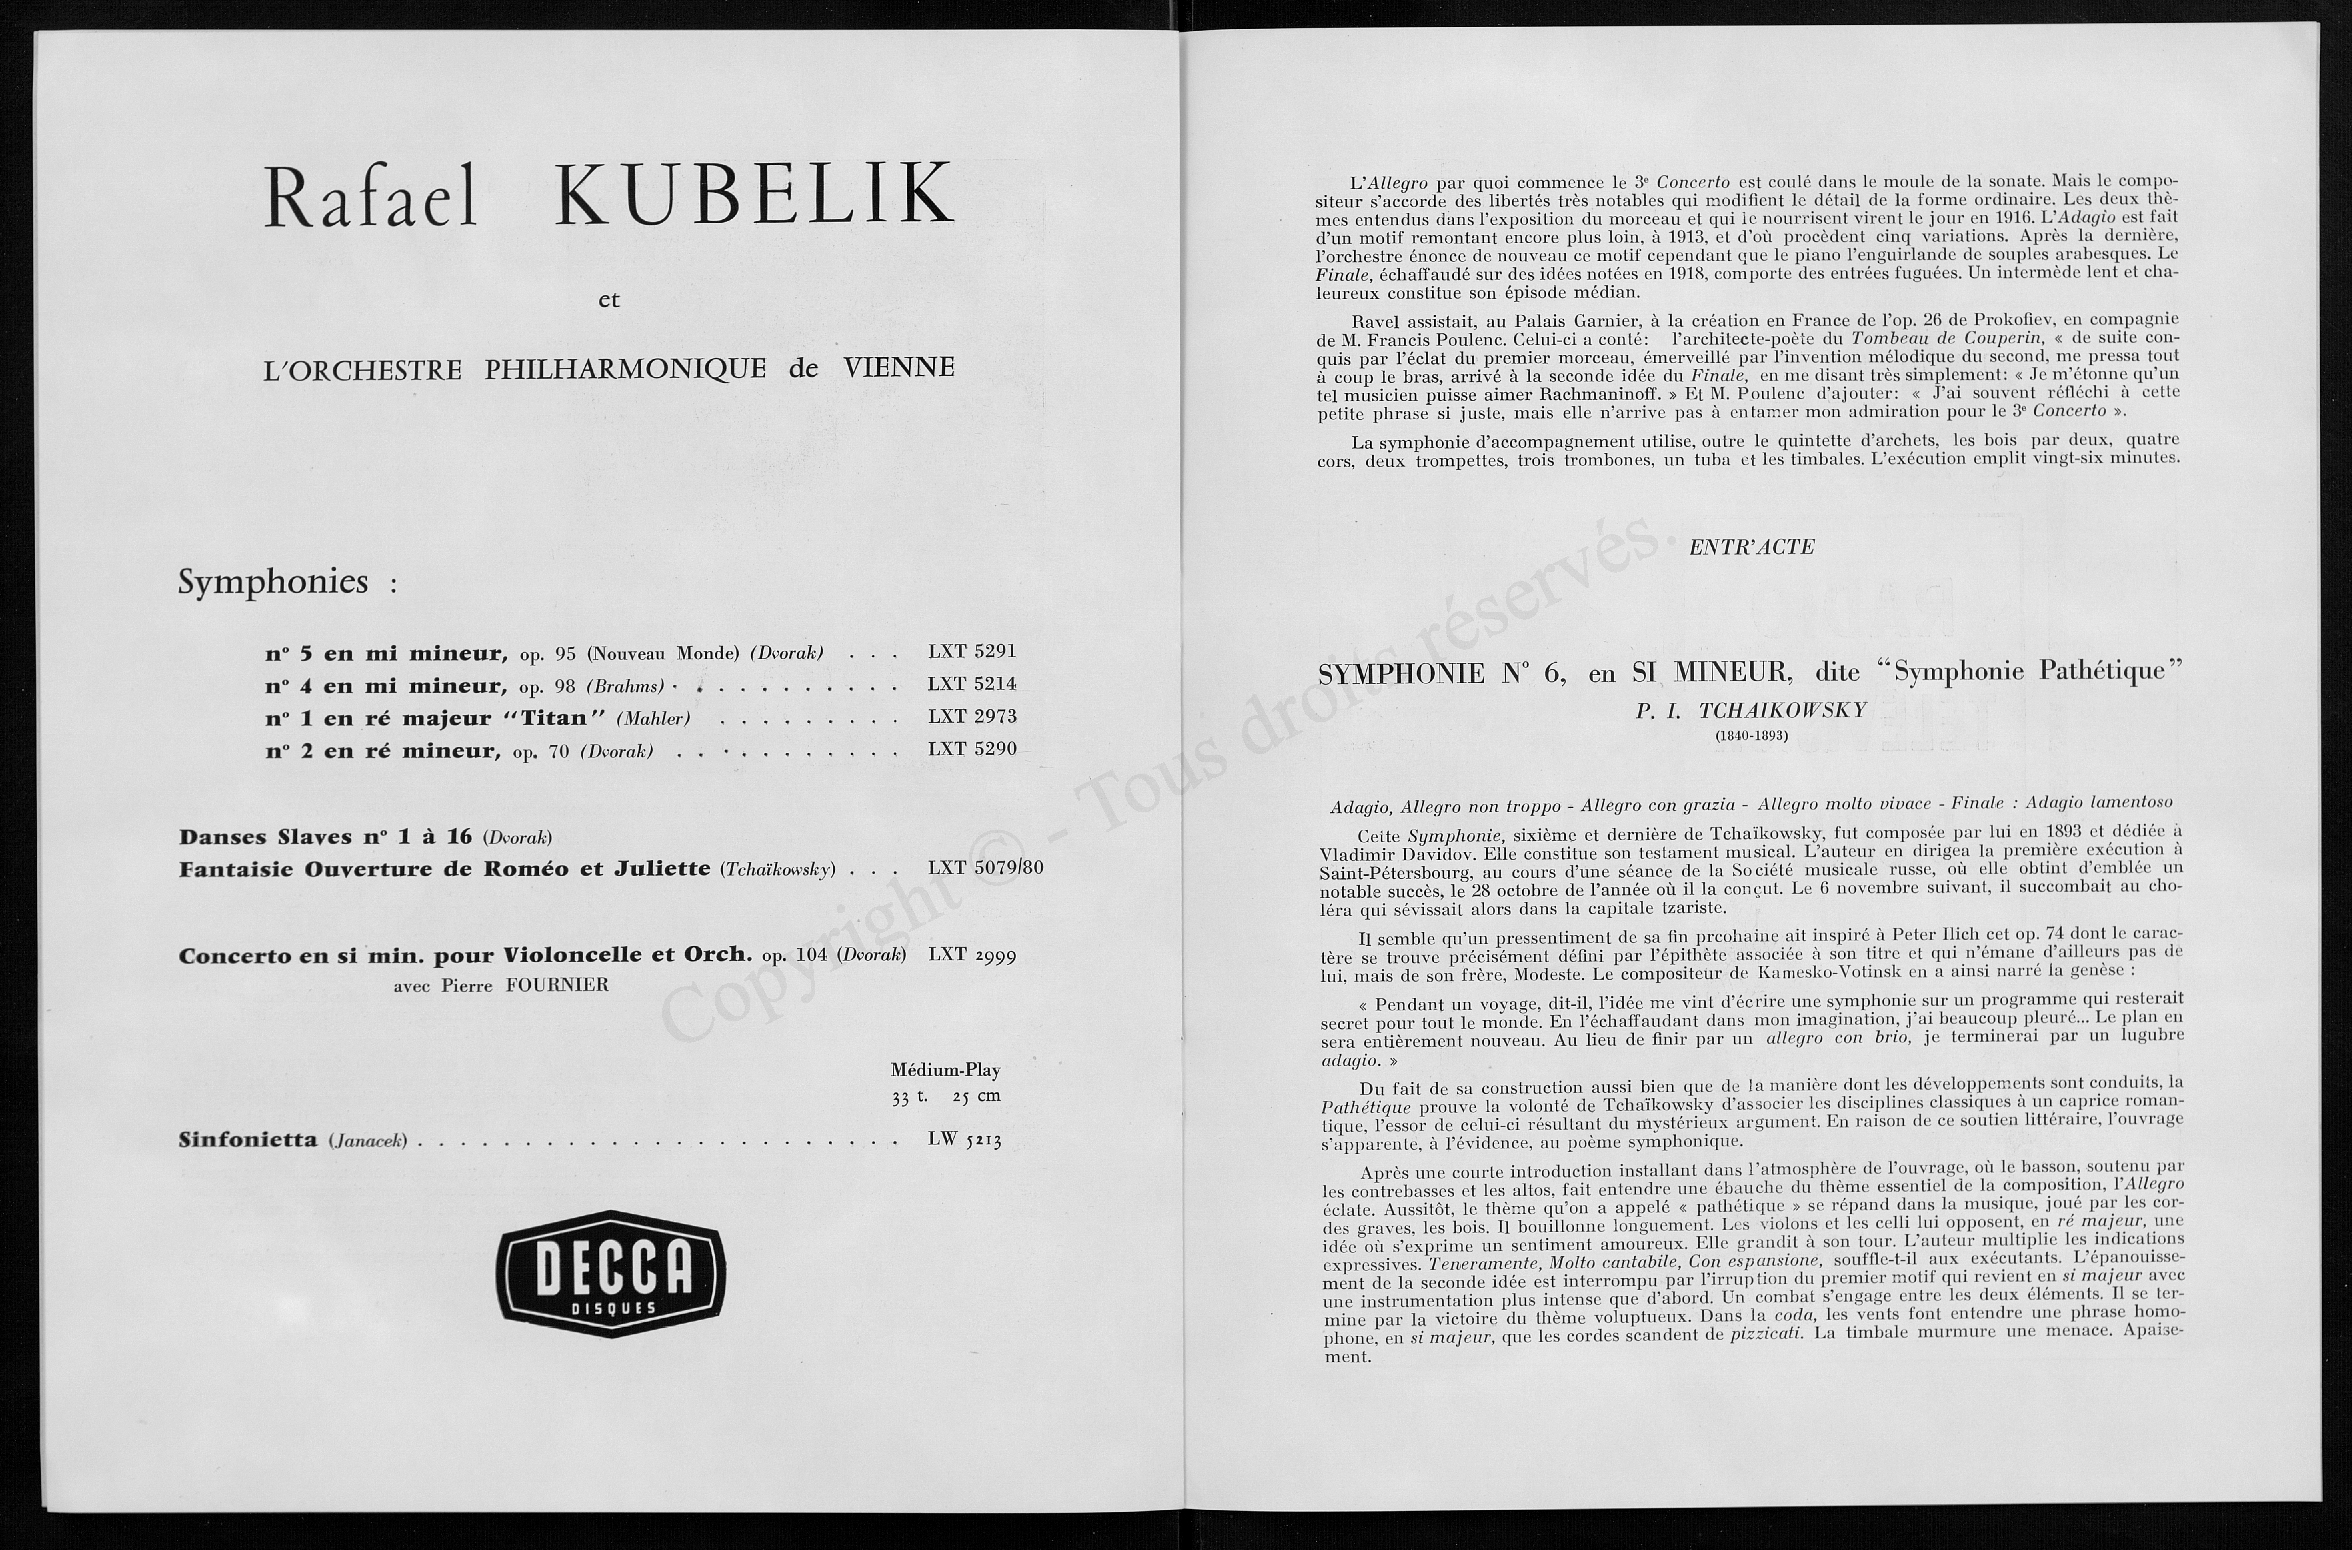 Rafael KUBELIK
et
L'ORCHESTRE PHILHARMONIQUE de VIENNE
Symphonies :
nº 5 en mi mineur, op. 95 (Nouveau Monde) (Dvorak) . . . LXT 5291
nº 4 en mi mineur, op. 98 (Brahms) . . . . . . . . . . LXT 5214
nº 1 en ré majeur “Titan” (Mahler) . . . . . . . . . LXT 2973
nº 2 en ré mineur, op. 70 (Dvorak) . . . . . . . . . . . LXT 5290
Danses Slaves nº 1 à 16 (Dvorak)
Fantaisie Ouverture de Roméo et Juliette (Tchaïkowsky) . . . LXT 5079/80
Concerto en si min. pour Violoncelle et Orch. op. 104 (Dvorak) LXT 2999
avec Pierre FOURNIER
Médium-Play
33 t. 25 cm
Sinfonietta (Janacek) . . . . . . . . . . . . . . . . . . . . . . . LW 5213
DECCA
DISQUES
L'Allegro par quoi commence le 3e Concerto est coulé dans le moule de la sonate. Mais le compo-
siteur s'accorde des libertés très notables qui modifient le détail de la forme ordinaire. Les deux thè-
mes entendus dans l'exposition du morceau et qui le nourrisent virent le jour en 1916. L'Adagio est fait
d'un motif remontant encore plus loin, à 1913, et d'où procèdent cinq variations. Après la dernière,
l'orchestre énonce de nouveau ce motif cependant que le piano l'enguirlande de souples arabesques. Le
Finale, échaffaudé sur des idées notées en 1918, comporte des entrées fuguées. Un intermède lent et cha-
leureux constitue son épisode médian.
Ravel assistait, au Palais Garnier, à la création en France de l'op. 26 de Prokofiev, en compagnie
de M. Francis Poulenc. Celui-ci a conté: l'architecte-poète du Tombeau de Couperin, « de suite con-
quis par l'éclat du premier morceau, émerveillé par l'invention mélodique du second, me pressa tout
à coup le bras, arrivé à la seconde idée du Finale, en me disant très simplement: « Je m'étonne qu'un
tel musicien puisse aimer Rachmaninoff. » Et M. Poulenc d'ajouter: « J'ai souvent réfléchi à cette
petite phrase si juste, mais elle n'arrive pas à entamer mon admiration pour le 3e Concerto ».
La symphonie d'accompagnement utilise, outre le quintette d'archets, les bois par deux, quatre
cors, deux trompettes, trois trombones, un tuba et les timbales. L'exécution emplit vingt-six minutes.
ENTR'ACTE
SYMPHONIE Nº 6, en SI MINEUR, dite “Symphonie Pathétique”
P. I. TCHAIKOWSKY
(1840-1893)
Adagio, Allegro non troppo - Allegro con grazia - Allegro molto vivace - Finale : Adagio lamentoso
Cette Symphonie, sixième et dernière de Tchaïkowsky, fut composée par lui en 1893 et dédiée à
Vladimir Davidov. Elle constitue son testament musical. L'auteur en dirigea la première exécution à
Saint-Pétersbourg, au cours d'une séance de la Société musicale russe, où elle obtint d'emblée un
notable succès, le 28 octobre de l'année où il la conçut. Le 6 novembre suivant, il succombait au cho-
léra qui sévissait alors dans la capitale tzariste.
Il semble qu'un pressentiment de sa fin prcohaine ait inspiré à Peter Ilich cet op. 74 dont le carac-
tère se trouve précisément défini par l'épithète associée à son titre et qui n'émane d'ailleurs pas de
lui, mais de son frère, Modeste. Le compositeur de Kamesko-Votinsk en a ainsi narré la genèse :
« Pendant un voyage, dit-il, l'idée me vint d'écrire une symphonie sur un programme qui resterait
secret pour tout le monde. En l'échaffaudant dans mon imagination, j'ai beaucoup pleuré... Le plan en
sera entièrement nouveau. Au lieu de finir par un allegro con brio, je terminerai par un lugubre
adagio. »
Du fait de sa construction aussi bien que de la manière dont les développements sont conduits, la
Pathétique prouve la volonté de Tchaïkowsky d'associer les disciplines classiques à un caprice roman-
tique, l'essor de celui-ci résultant du mystérieux argument. En raison de ce soutien littéraire, l'ouvrage
s'apparente, à l'évidence, au poème symphonique.
Après une courte introduction installant dans l'atmosphère de l'ouvrage, où le basson, soutenu par
les contrebasses et les altos, fait entendre une ébauche du thème essentiel de la composition, l'Allegro
éclate. Aussitôt, le thème qu'on a appelé « pathétique » se répand dans la musique, joué par les cor-
des graves, les bois. Il bouillonne longuement. Les violons et les celli lui opposent, en ré majeur, une
idée où s'exprime un sentiment amoureux. Elle grandit à son tour. L'auteur multiplie les indications
expressives. Teneramente, Molto cantabile, Con espansione, souffle-t-il aux exécutants. L'épanouisse-
ment de la seconde idée est interrompu par l'irruption du premier motif qui revient en si majeur avec
une instrumentation plus intense que d'abord. Un combat s'engage entre les deux éléments. Il se ter-
mine par la victoire du thème voluptueux. Dans la coda, les vents font entendre une phrase homo-
phone, en si majeur, que les cordes scandent de pizzicati. La timbale murmure une menace. Apaise-
ment.
Copyright © - Tous droits réservés.